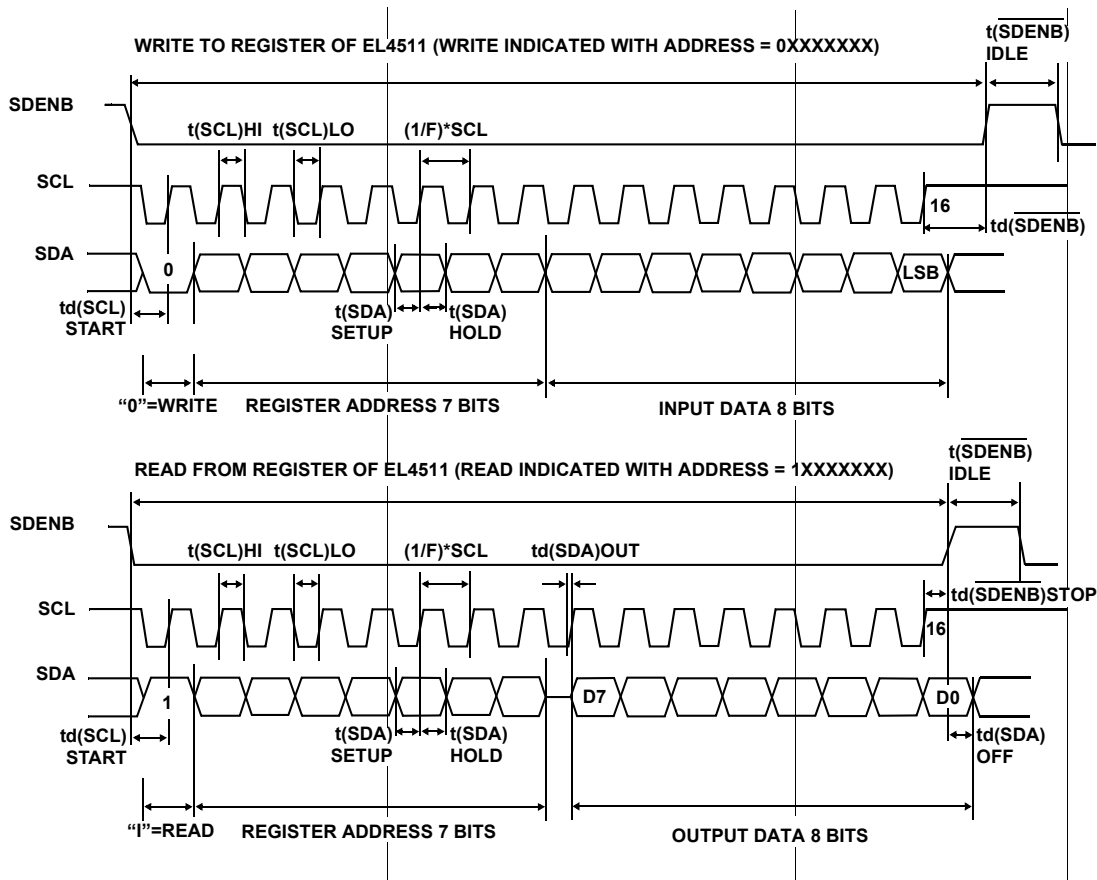 WRITE TO REGISTER OF EL4511 (WRITE INDICATED WITH ADDRESS = 0XXXXXXX)
t(SDENB)
IDLE
SDENB
t(SCL)HI
t(SCL)LO
(1/F)*SCL
SCL
16
td(SDENB)
SDA
0
LSB
td(SCL)
START
t(SDA)
SETUP
t(SDA)
HOLD
“0”=WRITE
REGISTER ADDRESS 7 BITS
INPUT DATA 8 BITS
READ FROM REGISTER OF EL4511 (READ INDICATED WITH ADDRESS = 1XXXXXXX)
t(SDENB)
IDLE
SDENB
t(SCL)HI
t(SCL)LO
(1/F)*SCL
td(SDA)OUT
SCL
16
td(SDENB)STOP
SDA
1
D7
D0
td(SCL)
START
t(SDA)
SETUP
t(SDA)
HOLD
td(SDA)
OFF
“I”=READ
REGISTER ADDRESS 7 BITS
OUTPUT DATA 8 BITS